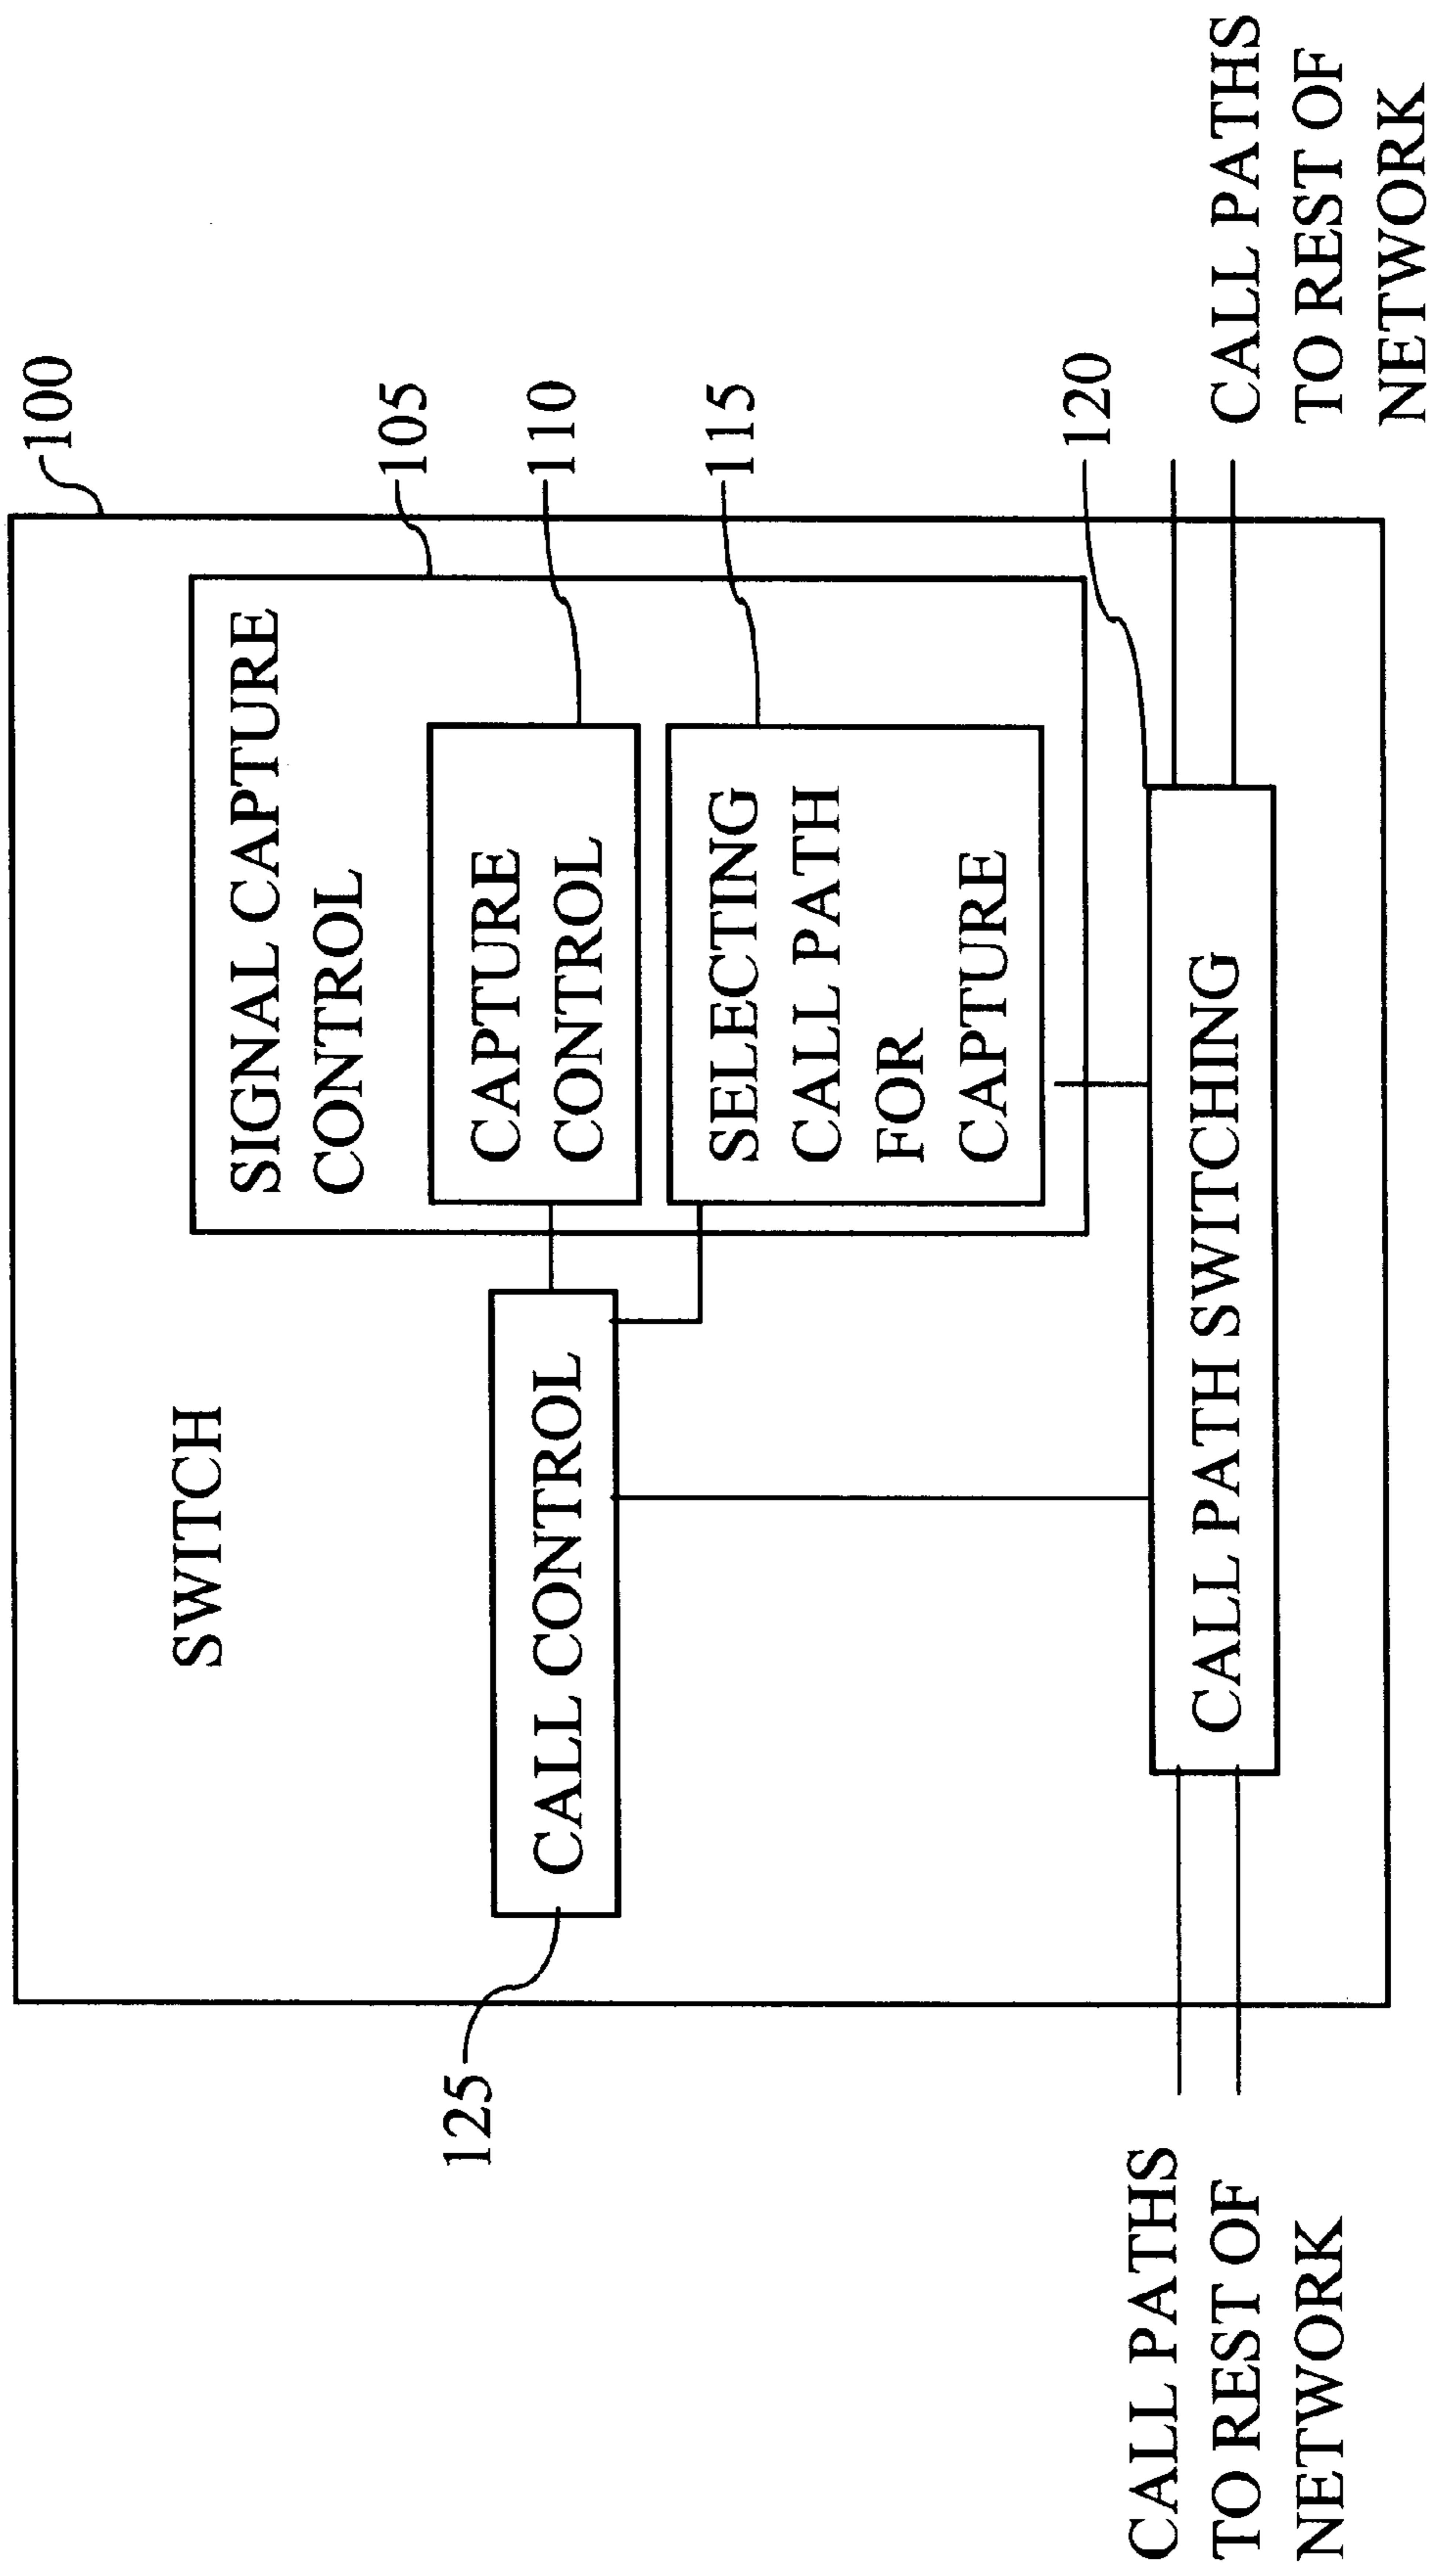 100
SWITCH
SIGNAL CAPTURE
CONTROL
105
CAPTURE
CONTROL
110
CALL CONTROL
125
SELECTING
CALL PATH
FOR
CAPTURE
115
120
CALL PATH SWITCHING
CALL PATHS
TO REST OF
NETWORK
CALL PATHS
TO REST OF
NETWORK